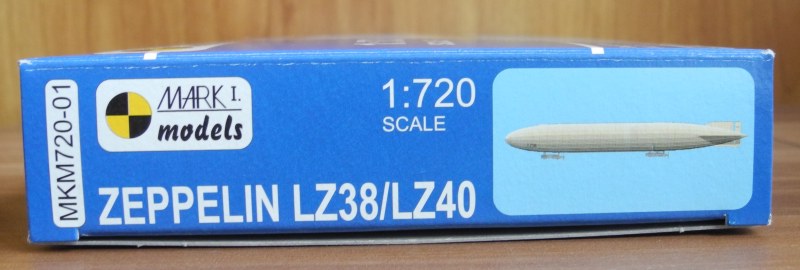 MKM720-01
MARK I.
models
1:720
SCALE
ZEPPELIN LZ38/LZ40